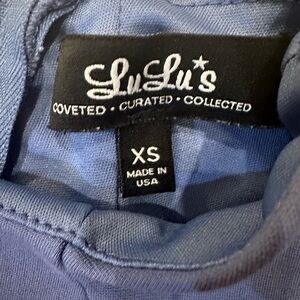 LuLu's
COVETED • CURATED • COLLECTED
XS
MADE IN
USA